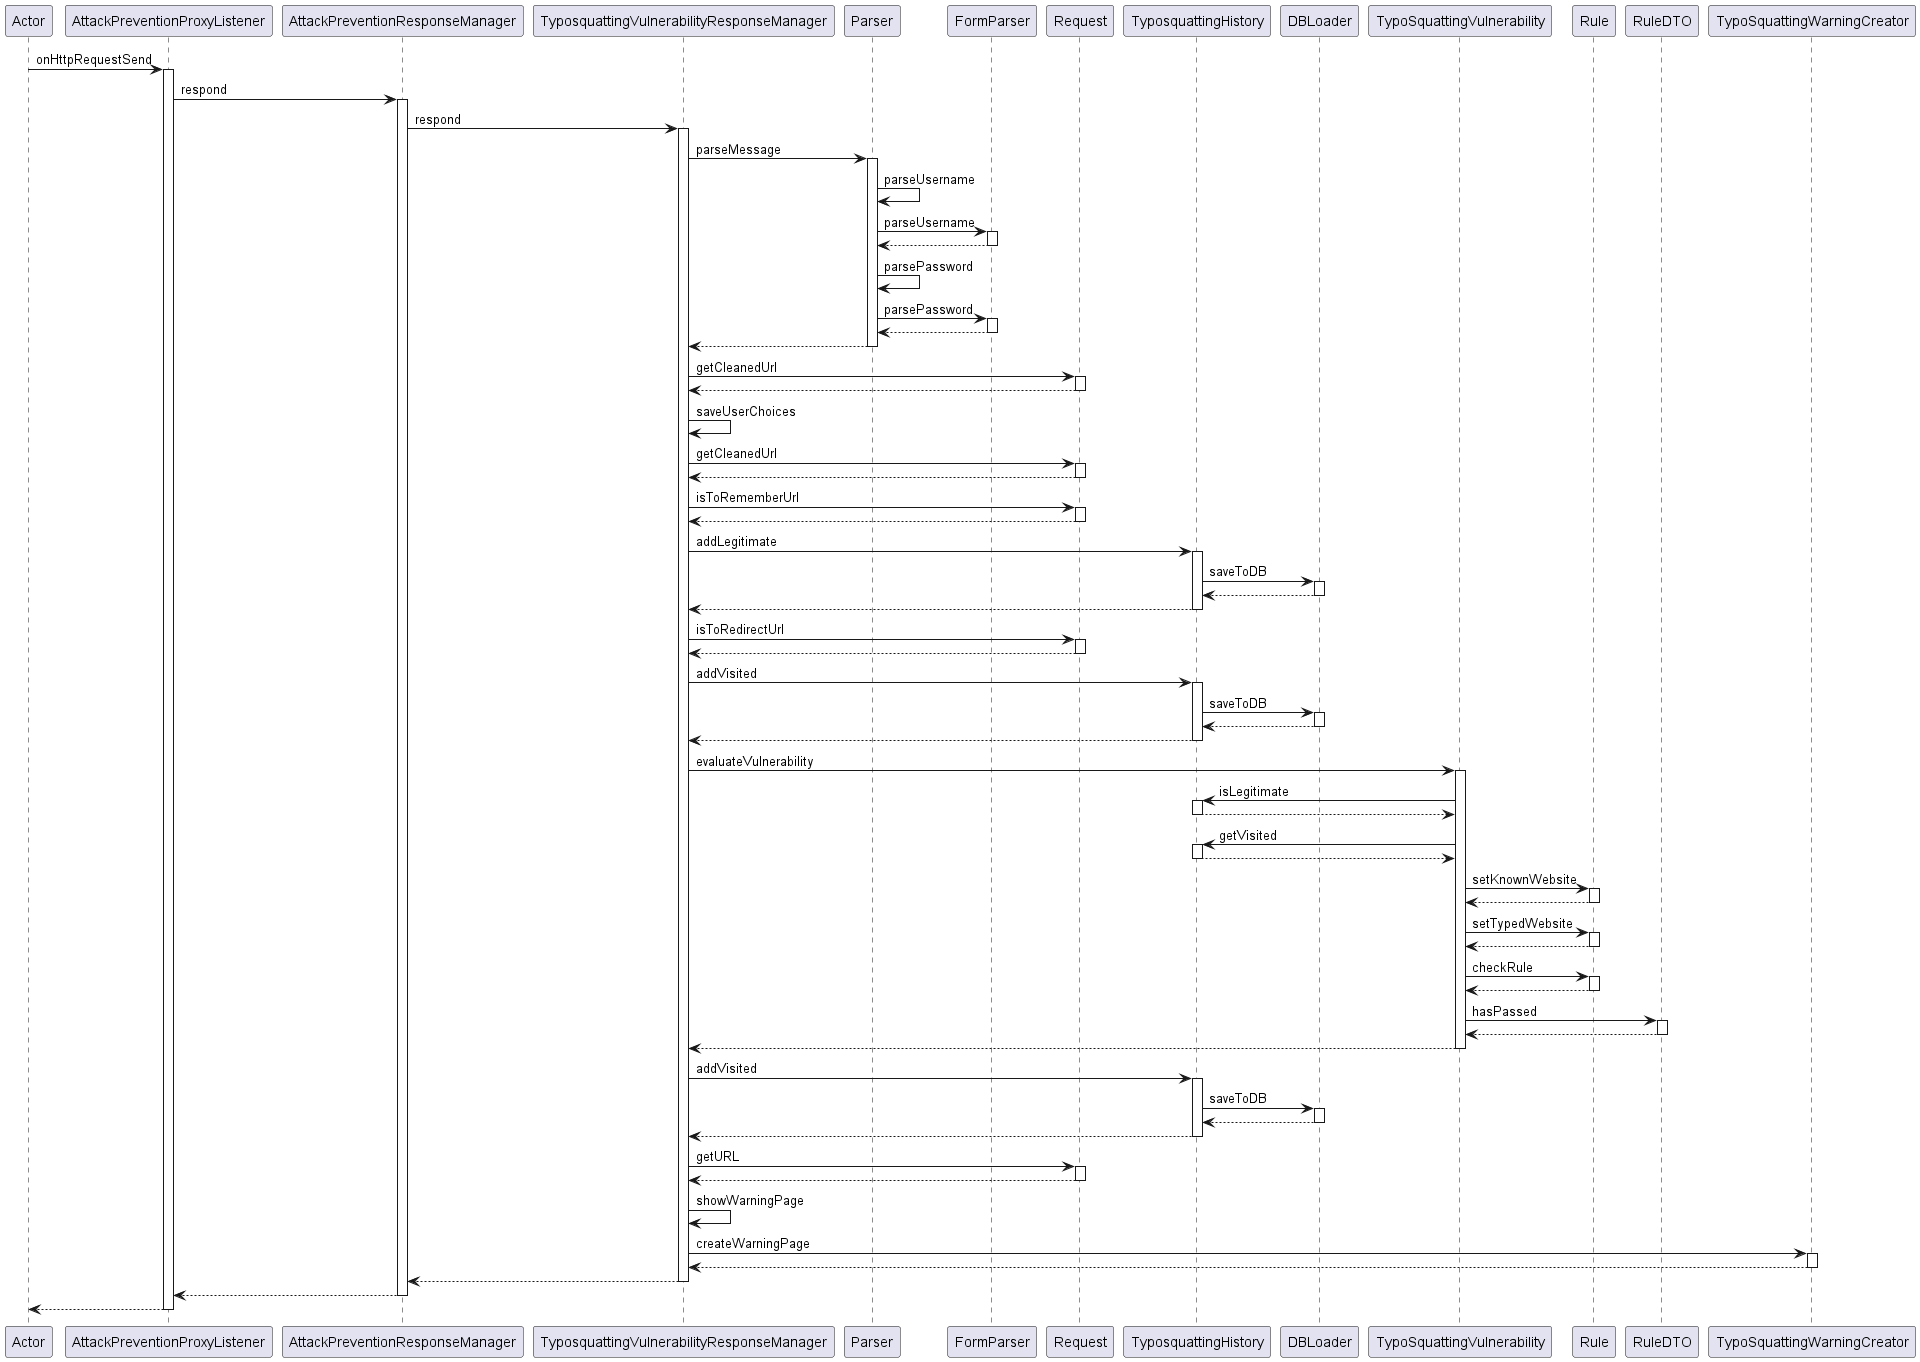 Actor AttackPreventionProxyListener AttackPreventionResponseManager TyposquattingVulnerabilityResponseManager Parser FormParser Request TyposquattingHistory DBLoader TypoSquattingVulnerability Rule RuleDTO TypoSquattingWarningCreator
onHttpRequestSend
respond
respond
parseMessage
parseUsername
parseUsername
parsePassword
parsePassword
getCleanedUrl
saveUserChoices
getCleanedUrl
isToRememberUrl
addLegitimate
saveToDB
isToRedirectUrl
addVisited
saveToDB
evaluateVulnerability
isLegitimate
getVisited
setKnownWebsite
setTypedWebsite
checkRule
hasPassed
addVisited
saveToDB
getURL
showWarningPage
createWarningPage
Actor AttackPreventionProxyListener AttackPreventionResponseManager TyposquattingVulnerabilityResponseManager Parser FormParser Request TyposquattingHistory DBLoader TypoSquattingVulnerability Rule RuleDTO TypoSquattingWarningCreator